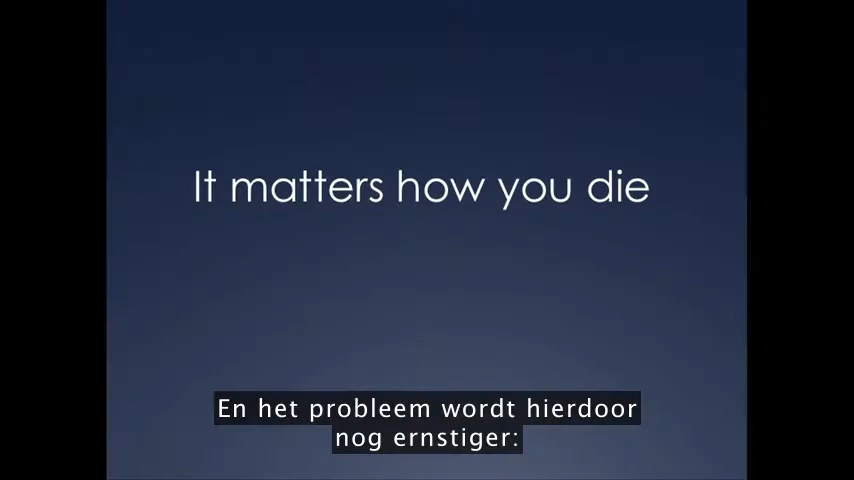 It matters how you die
En het probleem wordt hierdoor
nog ernstiger: